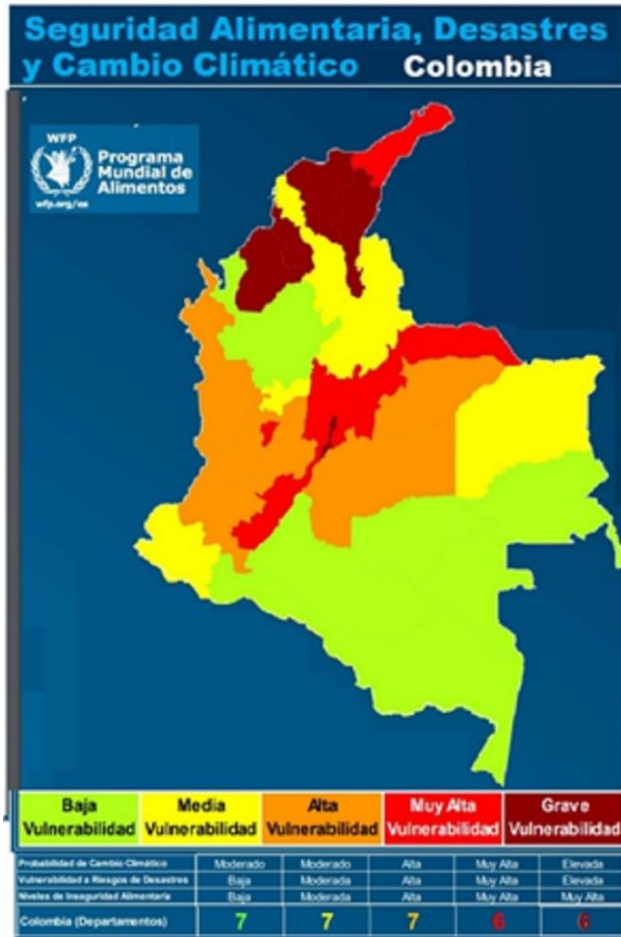 Seguridad Alimentaria, Desastres
y Cambio Climático Colombia
WFP
Programa
Mundial de
Alimentos
wfp.org/es
Baja Vulnerabilidad Media Vulnerabilidad Alta Vulnerabilidad Muy Alta Vulnerabilidad Grave Vulnerabilidad
Probabilidad de Cambio Climático Moderado Moderada Alta Muy Alta Elevada
Vulnerabilidad a Riesgos de Desastres Baja Moderada Alta Muy Alta Elevada
Niveles de Inseguridad Alimentaria Baja Moderada Alta Muy Alta Muy Alta
Colombia (Departamentos) 7 7 7 6 6